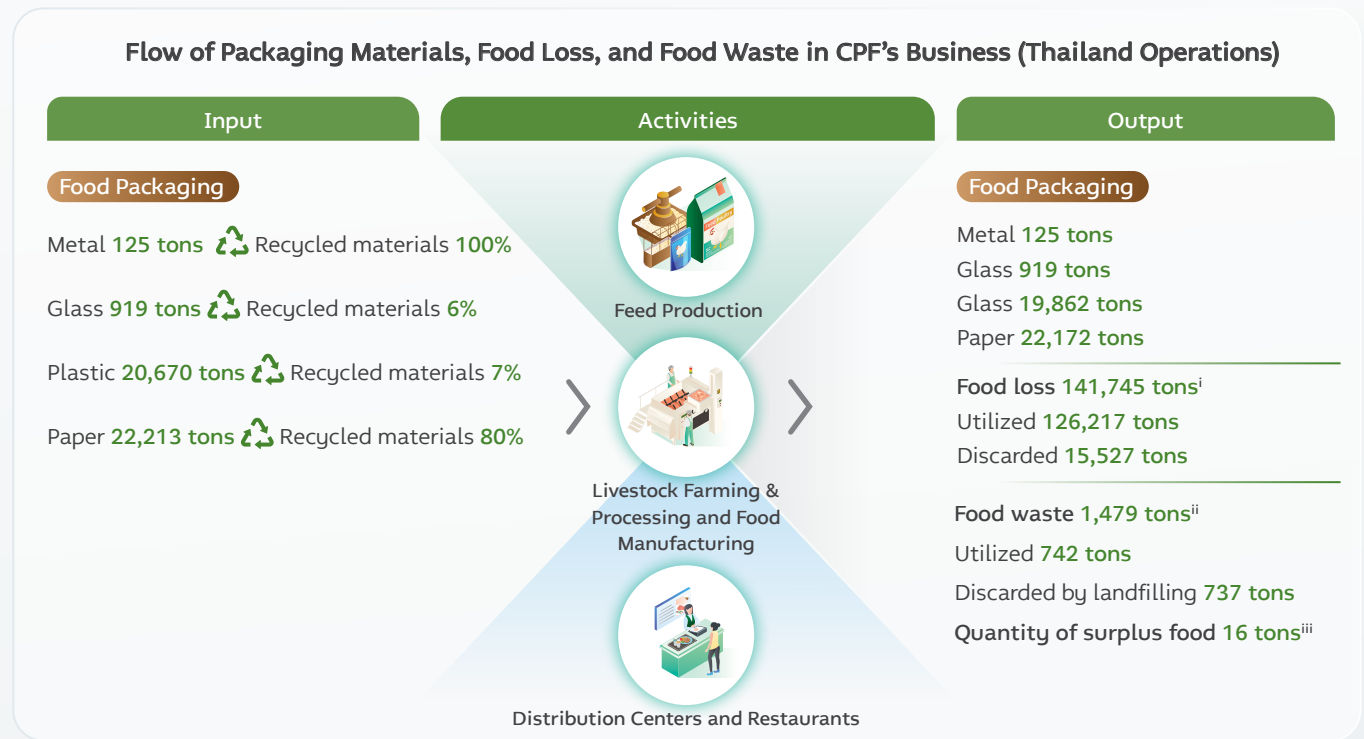 Flow of Packaging Materials, Food Loss, and Food Waste in CPF's Business (Thailand Operations)
Input
Food Packaging
Metal 125 tons Recycled materials 100%
Glass 919 tons Recycled materials 6%
Plastic 20,670 tons Recycled materials 7%
Paper 22,213 tons Recycled materials 80%
Activities
Feed Production
Livestock Farming &
Processing and Food
Manufacturing
Distribution Centers and Restaurants
Output
Food Packaging
Metal 125 tons
Glass 919 tons
Glass 19,862 tons
Paper 22,172 tons
Food loss 141,745 tonsⁱ
Utilized 126,217 tons
Discarded 15,527 tons
Food waste 1,479 tonsⁱⁱ
Utilized 742 tons
Discarded by landfilling 737 tons
Quantity of surplus food 16 tonsⁱⁱⁱ